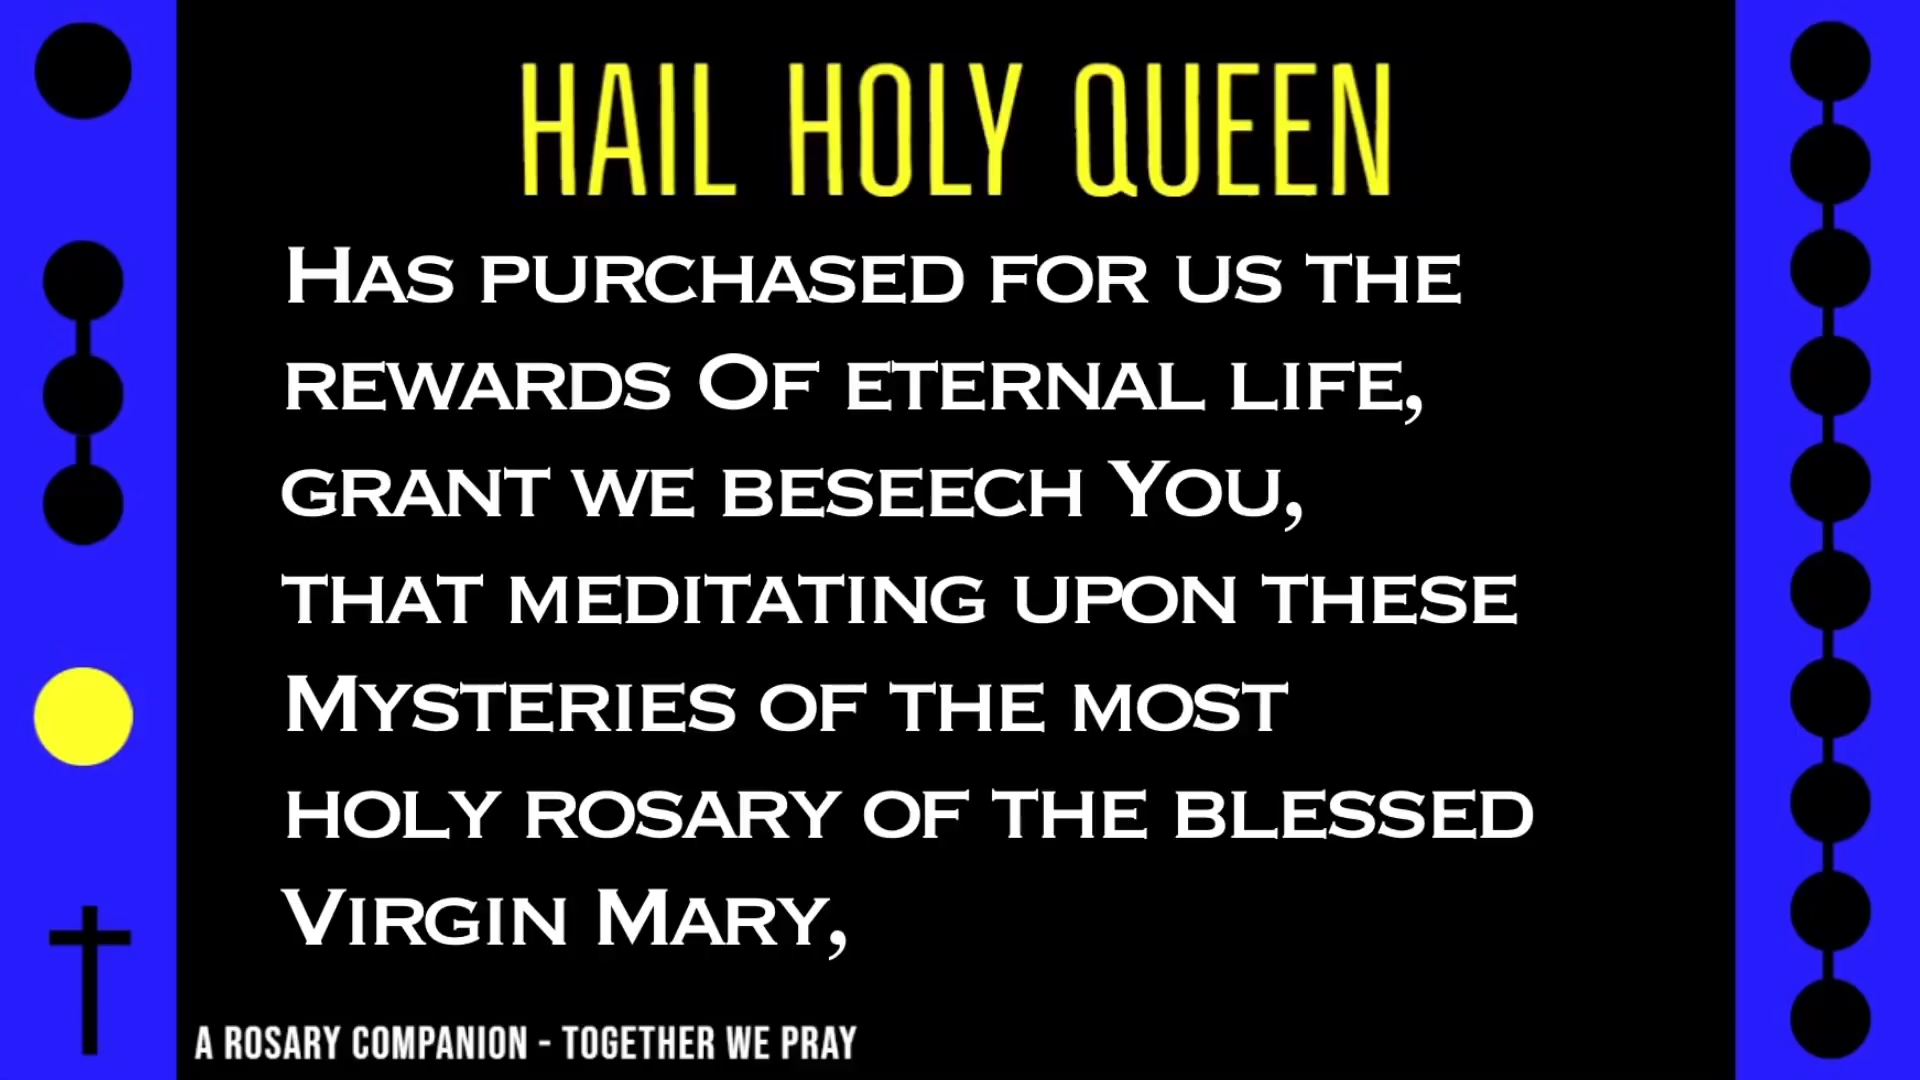 HAIL HOLY QUEEN
HAS PURCHASED FOR US THE
REWARDS OF ETERNAL LIFE,
GRANT WE BESEECH YOU,
THAT MEDITATING UPON THESE
MYSTERIES OF THE MOST
HOLY ROSARY OF THE BLESSED
VIRGIN MARY,
A ROSARY COMPANION - TOGETHER WE PRAY